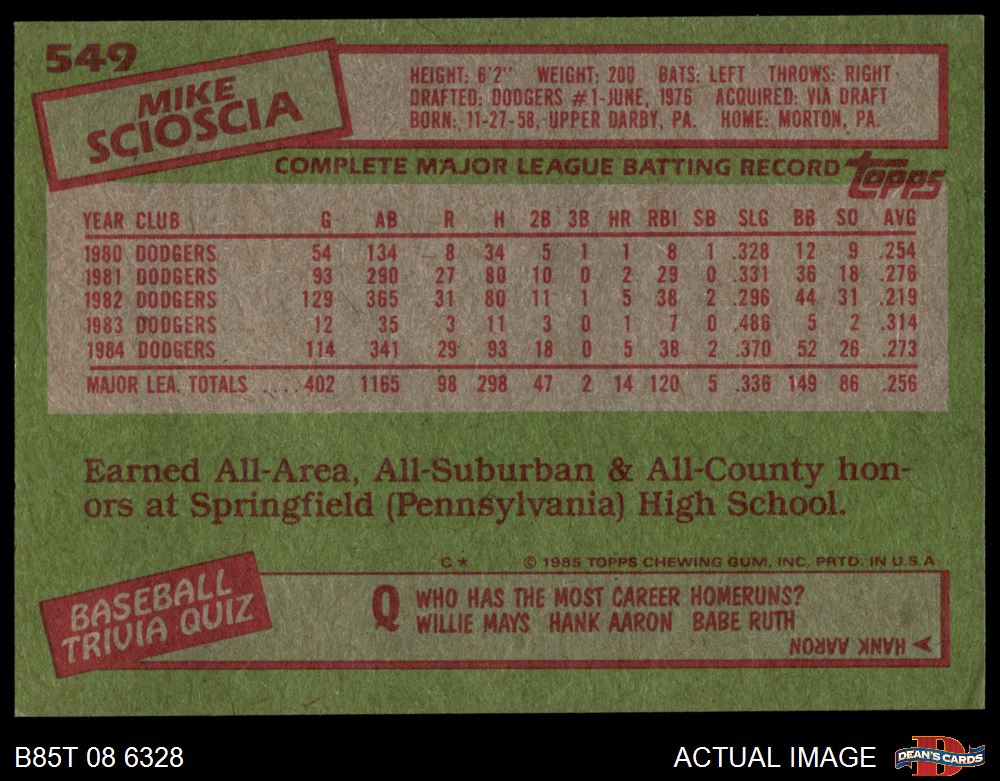 549
MIKE
SCIOSCIA
HEIGHT: 6'2" WEIGHT: 200 BATS: LEFT THROWS: RIGHT
DRAFTED: DODGERS #1-JUNE, 1976 ACQUIRED: VIA DRAFT
BORN: 11-27-58, UPPER DARBY, PA. HOME: MORTON, PA.
COMPLETE MAJOR LEAGUE BATTING RECORD topps
YEAR CLUB G AB R H 2B 3B HR RBI SB SLG BB SO AVG
1980 DODGERS 54 134 8 34 5 1 1 8 1 .328 12 9 .254
1981 DODGERS 93 290 27 80 10 0 2 29 0 .331 36 18 .276
1982 DODGERS 129 365 31 80 11 1 5 38 2 .296 44 31 .219
1983 DODGERS 12 35 3 11 3 0 1 7 0 .486 5 2 .314
1984 DODGERS 114 341 29 93 18 0 5 38 2 .370 52 26 .273
MAJOR LEA. TOTALS ....402 1165 98 298 47 2 14 120 5 .336 149 86 .256
Earned All-Area, All-Suburban & All-County hon-
ors at Springfield (Pennsylvania) High School.
C* © 1985 TOPPS CHEWING GUM, INC. PRTD. IN U.S.A.
BASEBALL
TRIVIA QUIZ
Q WHO HAS THE MOST CAREER HOMERUNS?
WILLIE MAYS HANK AARON BABE RUTH
HANK AARON
B85T 08 6328 ACTUAL IMAGE
D
DEAN'S CARDS